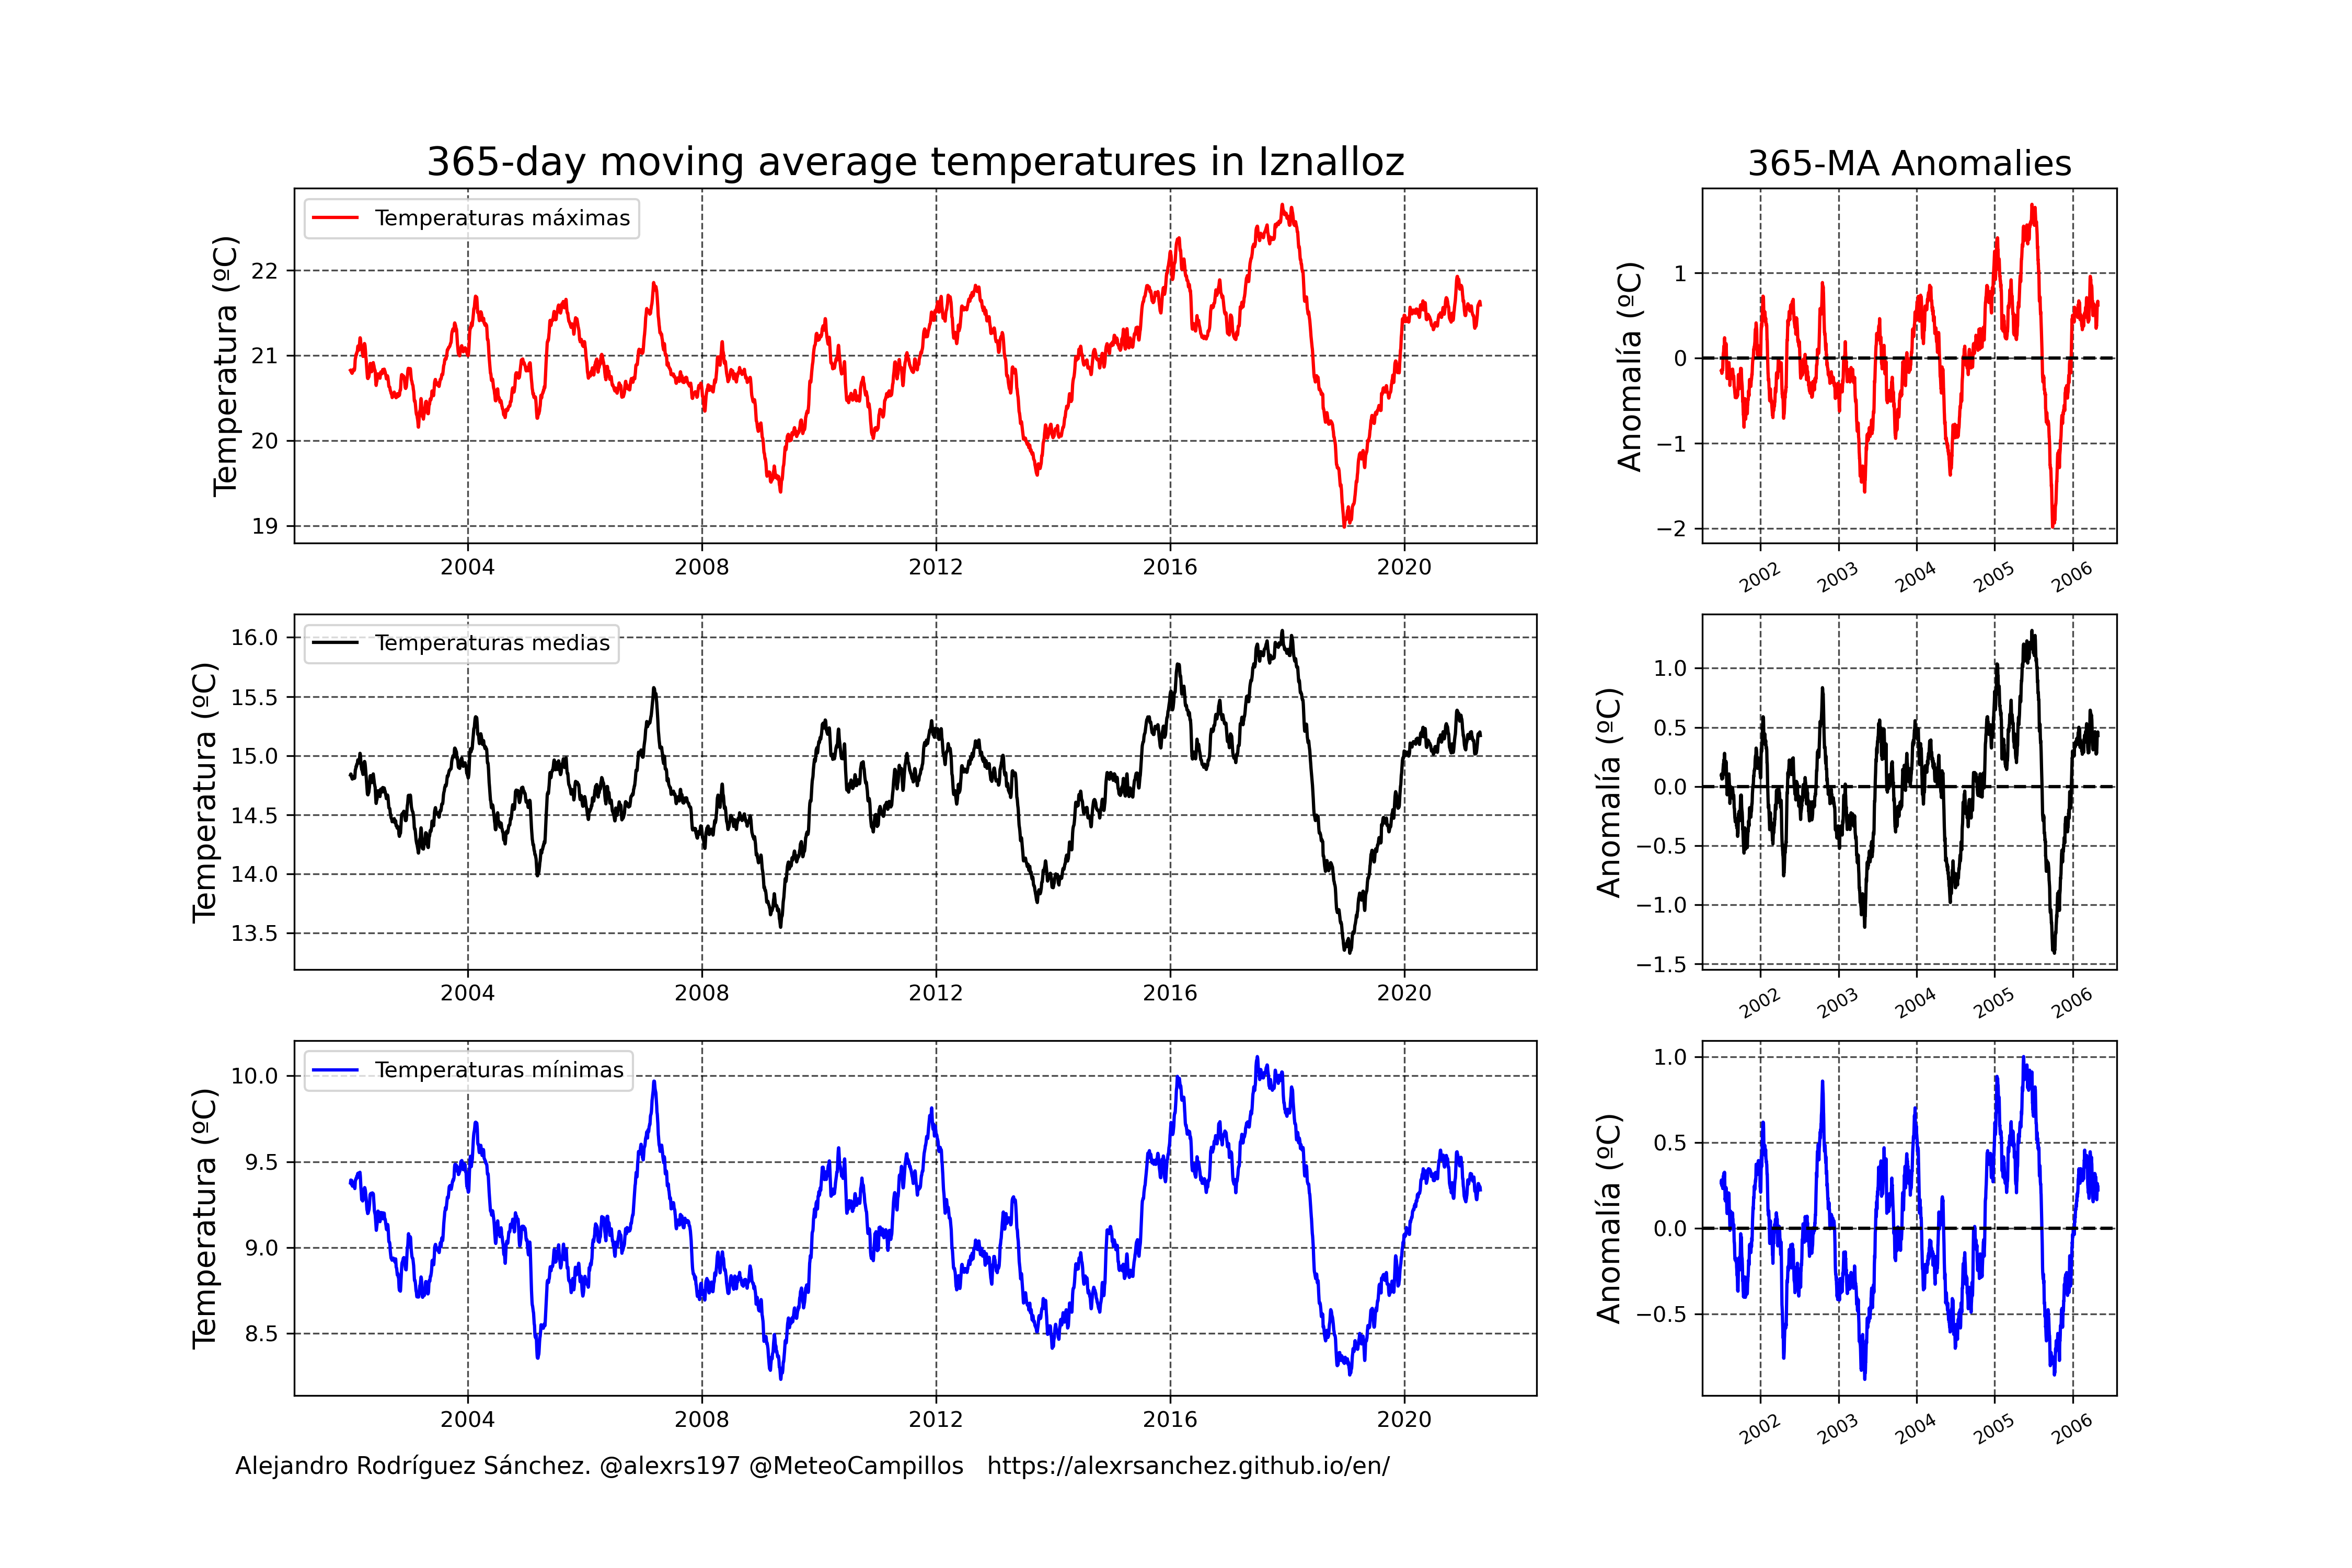 365-day moving average temperatures in Iznalloz
Temperatura (ºC)
22
21
20
19
Temperaturas máximas
2004 2008 2012 2016 2020
365-MA Anomalies
Anomalía (ºC)
1
0
−1
−2
2002 2003 2004 2005 2006
Temperatura (ºC)
16.0
15.5
15.0
14.5
14.0
13.5
Temperaturas medias
2004 2008 2012 2016 2020
Anomalía (ºC)
1.0
0.5
0.0
−0.5
−1.0
−1.5
2002 2003 2004 2005 2006
Temperatura (ºC)
10.0
9.5
9.0
8.5
Temperaturas mínimas
2004 2008 2012 2016 2020
Anomalía (ºC)
1.0
0.5
0.0
−0.5
2002 2003 2004 2005 2006
Alejandro Rodríguez Sánchez. @alexrs197 @MeteoCampillos https://alexrsanchez.github.io/en/